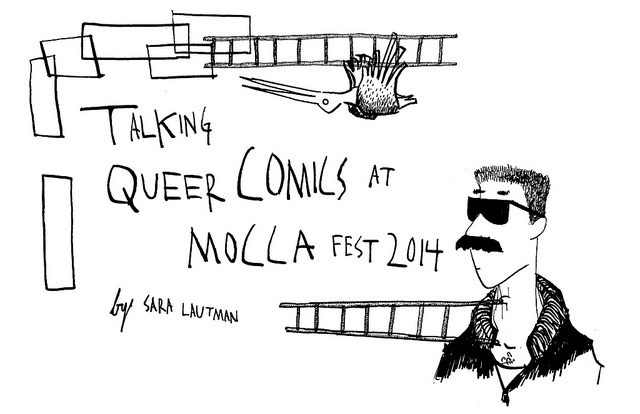 TALKING
QUEER COMICS AT
MOCCA FEST 2014
by SARA LAUTMAN